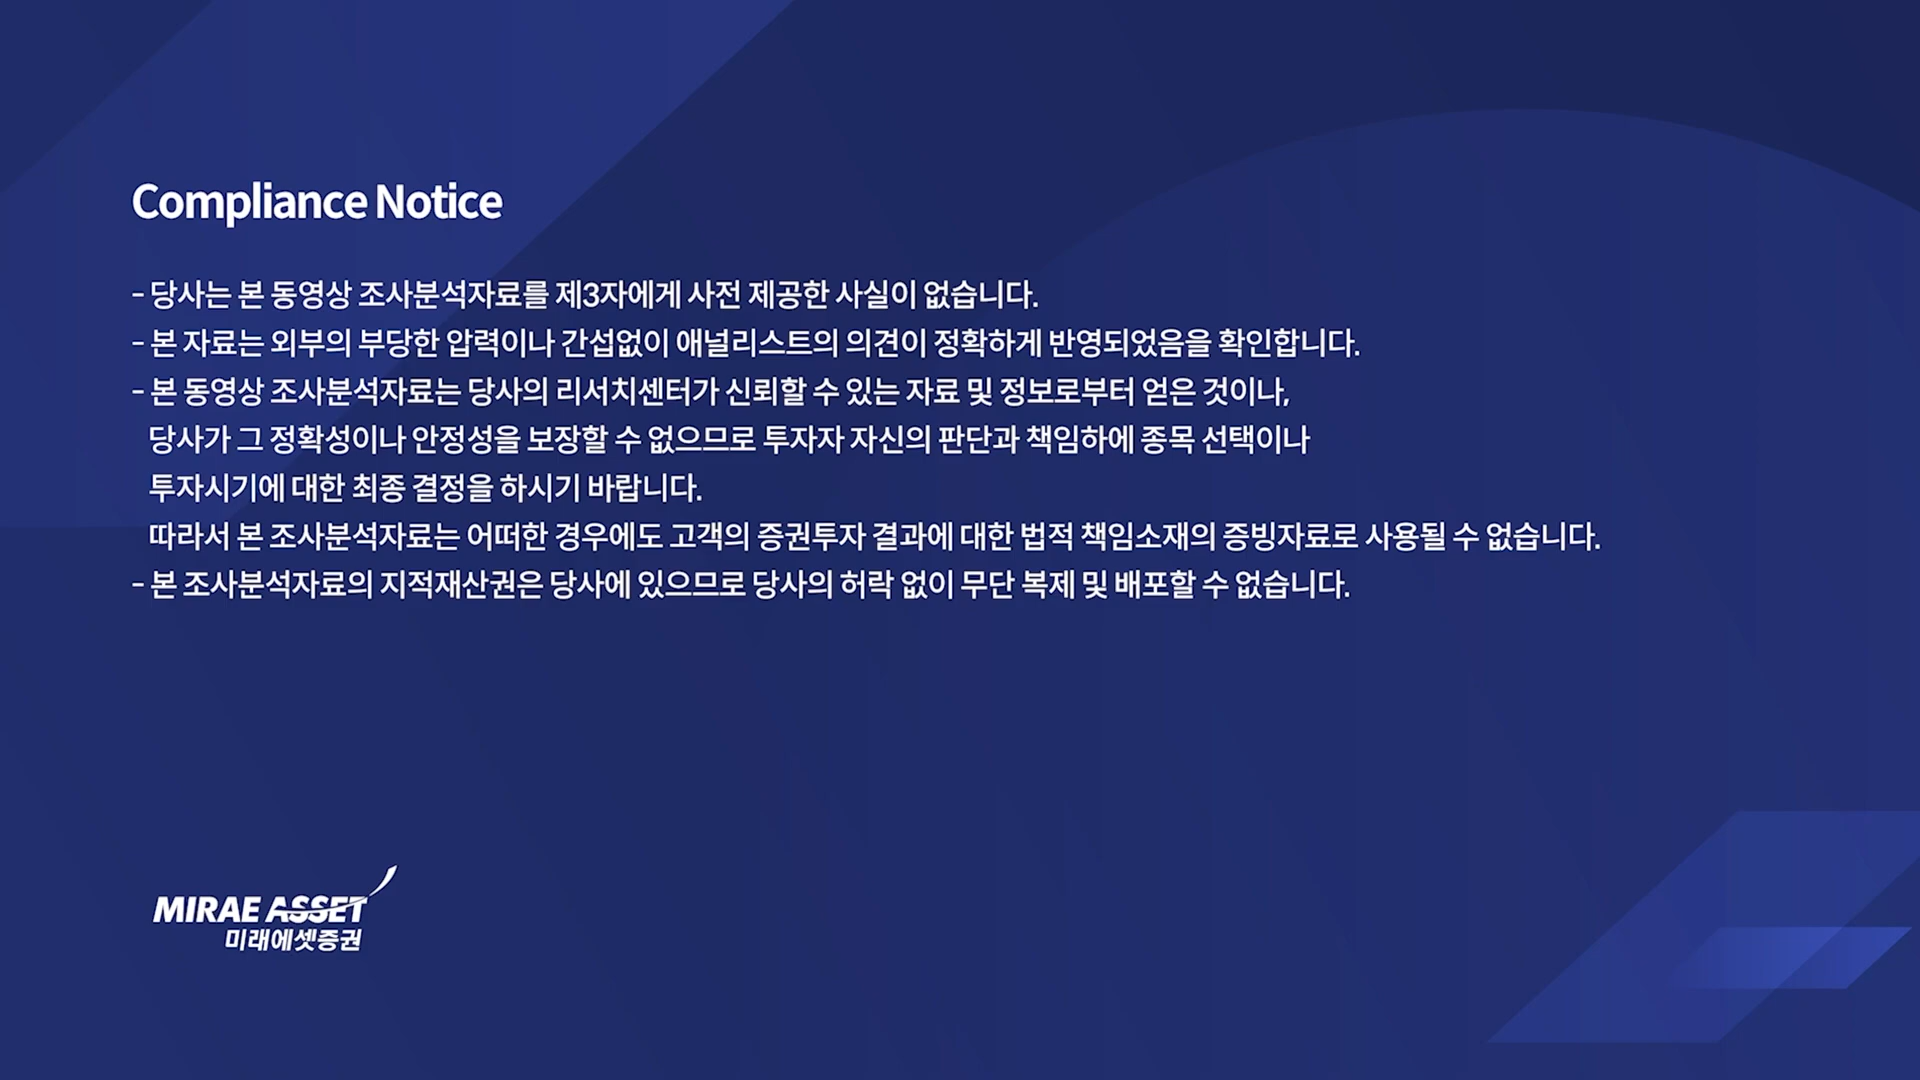 Compliance Notice
- 당사는 본 동영상 조사분석자료를 제3자에게 사전 제공한 사실이 없습니다.
- 본 자료는 외부의 부당한 압력이나 간섭없이 애널리스트의 의견이 정확하게 반영되었음을 확인합니다.
- 본 동영상 조사분석자료는 당사의 리서치센터가 신뢰할 수 있는 자료 및 정보로부터 얻은 것이나,
당사가 그 정확성이나 안정성을 보장할 수 없으므로 투자자 자신의 판단과 책임하에 종목 선택이나
투자시기에 대한 최종 결정을 하시기 바랍니다.
따라서 본 조사분석자료는 어떠한 경우에도 고객의 증권투자 결과에 대한 법적 책임소재의 증빙자료로 사용될 수 없습니다.
- 본 조사분석자료의 지적재산권은 당사에 있으므로 당사의 허락 없이 무단 복제 및 배포할 수 없습니다.
MIRAE ASSET
미래에셋증권